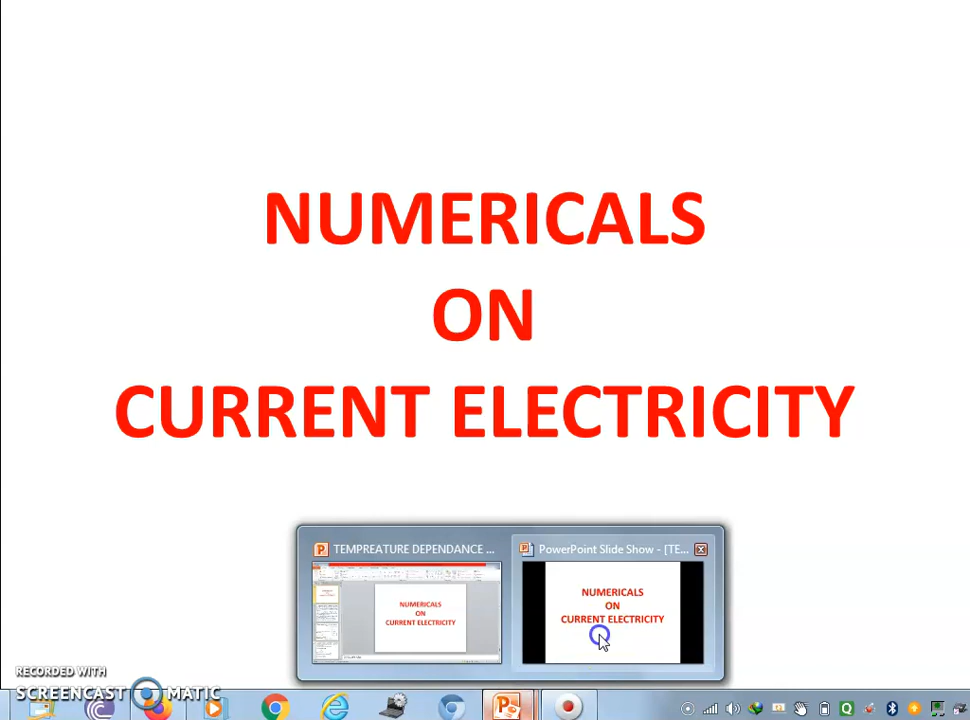 NUMERICALS
ON
CURRENT ELECTRICITY
TEMPREATURE DEPENDANCE ...
PowerPoint Slide Show - [TE...
NUMERICALS
ON
CURRENT ELECTRICITY
NUMERICALS
ON
CURRENT ELECTRICITY
RECORDED WITH
SCREENCAST MATIC